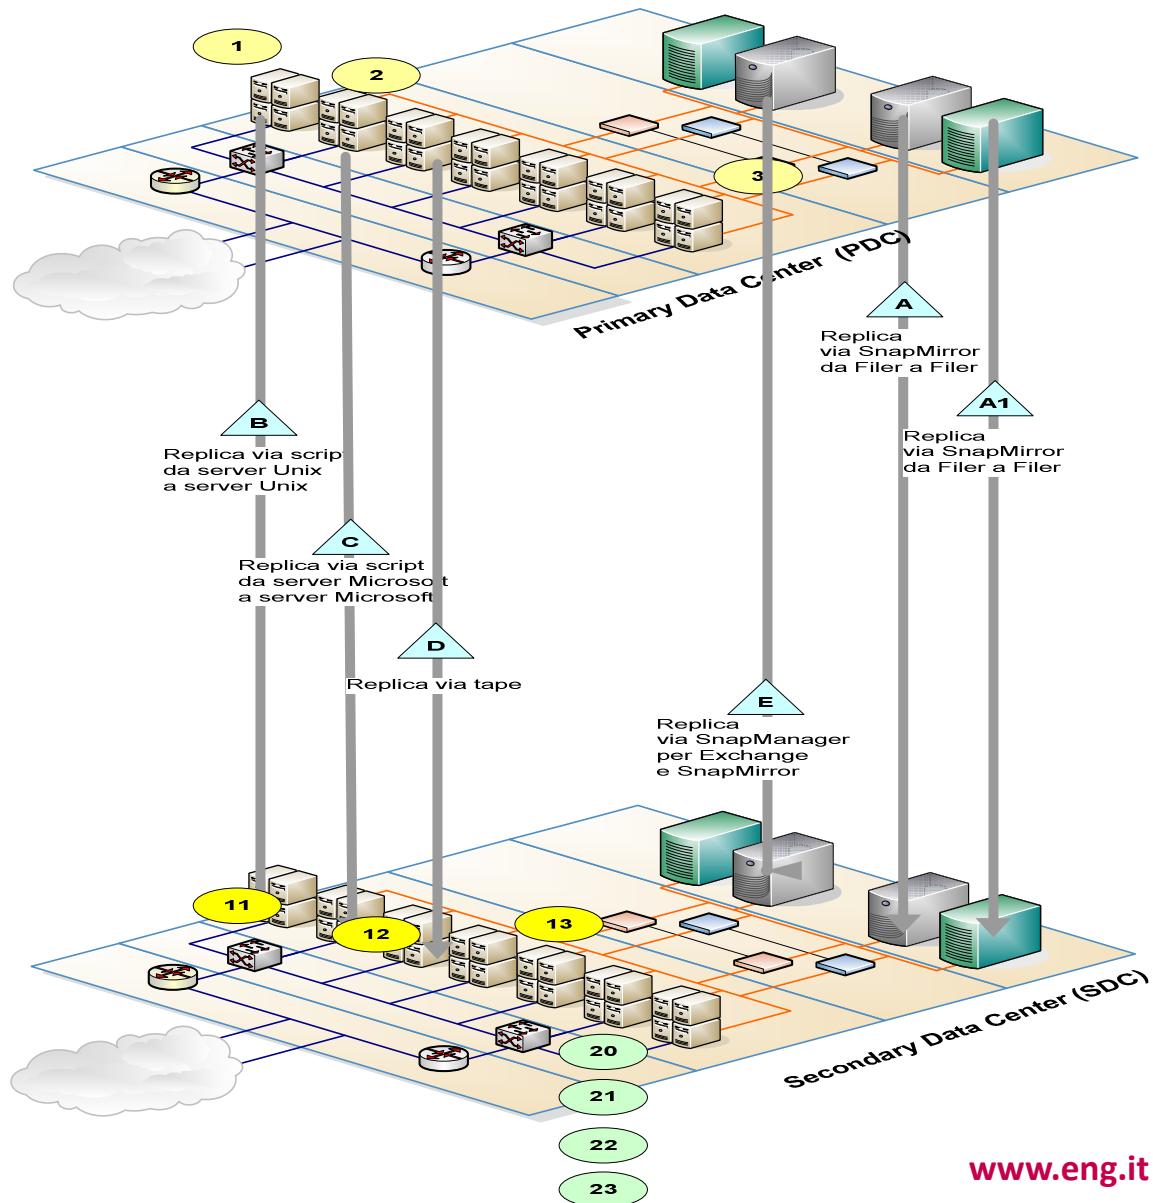 1
2
3
Primary Data Center (PDC)
A
Replica
via SnapMirror
da Filer a Filer
A1
Replica
via SnapMirror
da Filer a Filer
B
Replica via script
da server Unix
a server Unix
C
Replica via script
da server Microsoft
a server Microsoft
D
Replica via tape
E
Replica
via SnapManager
per Exchange
e SnapMirror
11
12
13
Secondary Data Center (SDC)
20
21
22
23
www.eng.it